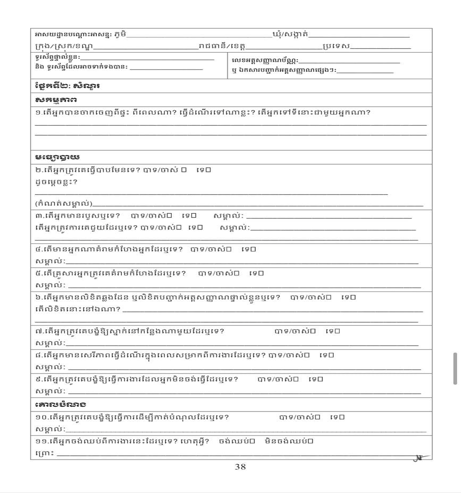 អាសយដ្ឋានបណ្តោះអាសន្ន: ភូមិ ឃុំ/សង្កាត់
ក្រុង/ស្រុក/ខណ្ឌ រាជធានី/ខេត្ត ប្រទេស
ទូរស័ព្ទផ្ទាល់ខ្លួន:
និង ទូរស័ព្ទដែលអាចទាក់ទងបាន:
លេខអត្តសញ្ញាណប័ណ្ណ:
ឬ ឯកសារបញ្ជាក់អត្តសញ្ញាណផ្សេងៗ:
ផ្នែកទី២: សំណួរ
សកម្មភាព
១.តើអ្នកបានចាកចេញពីផ្ទះ ពីពេលណា? ធ្វើដំណើរទៅណាខ្លះ? តើអ្នកទៅទីនោះជាមួយអ្នកណា?
មធ្យោបាយ
២.តើអ្នកត្រូវគេធ្វើបាបមែនទេ? បាទ/ចាស់ □ ទេ□
ដូចម្តេចខ្លះ?
(កំណត់សម្គាល់)
៣.តើអ្នកមានរបួសឬទេ? បាទ/ចាស់□ ទេ□ សម្គាល់:
តើអ្នកត្រូវការគេជួយដែរឬទេ? បាទ/ចាស់□ ទេ□ សម្គាល់:
៤.តើមានអ្នកណាគំរាមកំហែងអ្នកដែរឬទេ? បាទ/ចាស់□ ទេ□
សម្គាល់:
៥.តើគ្រួសារអ្នកត្រូវគេគំរាមកំហែងដែរឬទេ? បាទ/ចាស់□ ទេ□
សម្គាល់:
៦.តើអ្នកមានលិខិតឆ្លងដែន ឬលិខិតបញ្ជាក់អត្តសញ្ញាណផ្ទាល់ខ្លួនឬទេ? បាទ/ចាស់□ ទេ□
តើលិខិតនោះនៅឯណា?
៧.តើអ្នកត្រូវគេបង្ខំឱ្យស្នាក់នៅកន្លែងណាមួយដែរឬទេ? បាទ/ចាស់□ ទេ□
សម្គាល់:
៨.តើអ្នកមានសេរីភាពធ្វើដំណើរក្នុងពេលសម្រាកពីការងារដែរឬទេ? បាទ/ចាស់□ ទេ□
សម្គាល់:
៩.តើអ្នកត្រូវគេបង្ខំឱ្យធ្វើការងារដែលអ្នកមិនចង់ធ្វើដែរឬទេ? បាទ/ចាស់□ ទេ□
សម្គាល់:
គោលបំណង
១០.តើអ្នកត្រូវគេបង្ខំឱ្យធ្វើការដើម្បីកាត់បំណុលដែរឬទេ? បាទ/ចាស់□ ទេ□
សម្គាល់:
១១.តើអ្នកចង់ឈប់ពីការងារនេះដែរឬទេ? ហេតុអ្វី? ចង់ឈប់□ មិនចង់ឈប់□
ព្រោះ
38